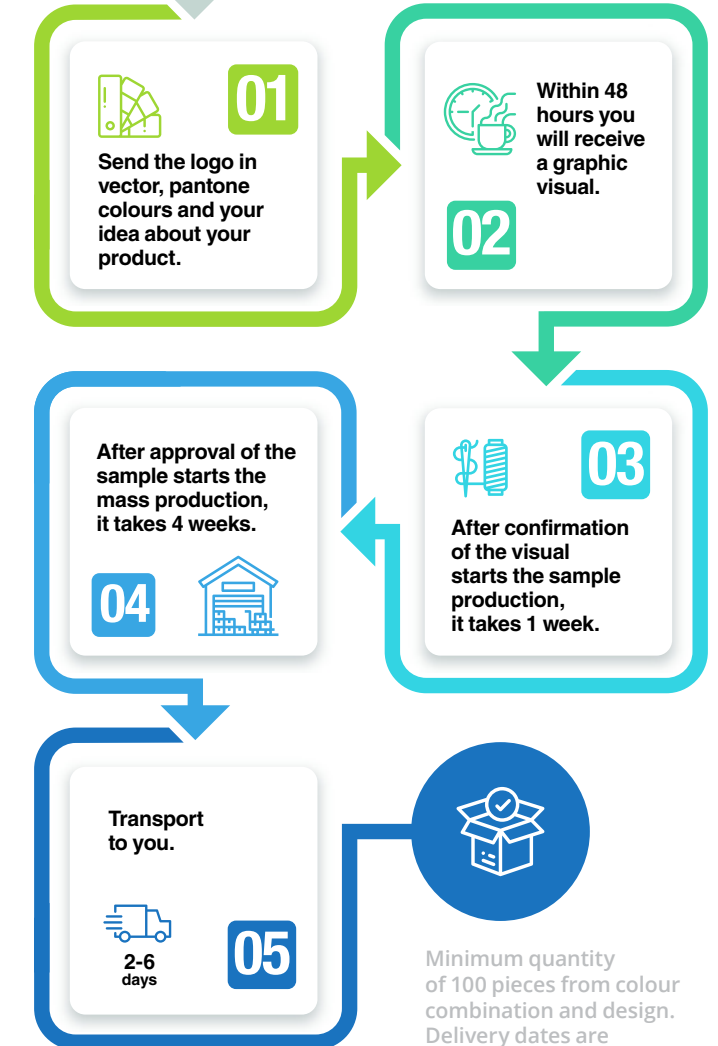 01
Send the logo in
vector, pantone
colours and your
idea about your
product.
Within 48
hours you
will receive
a graphic
visual.
02
03
After confirmation
of the visual
starts the sample
production,
it takes 1 week.
After approval of the
sample starts the
mass production,
it takes 4 weeks.
04
Transport
to you.
2-6
days
05
Minimum quantity
of 100 pieces from colour
combination and design.
Delivery dates are